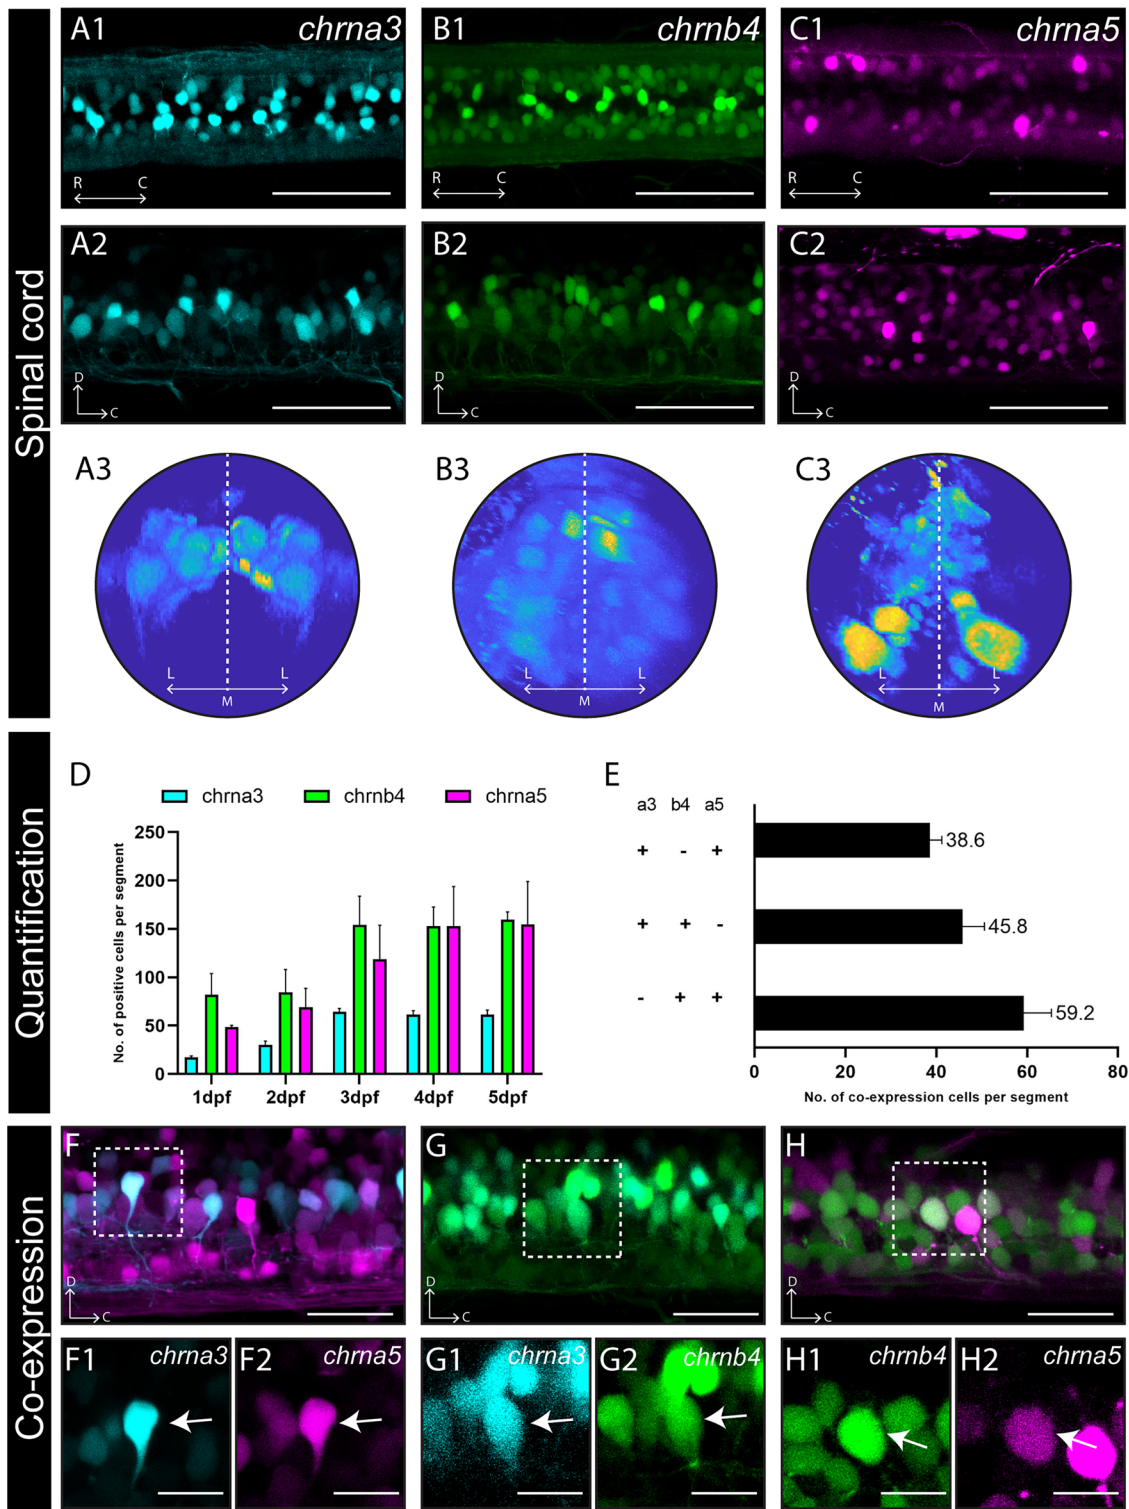 Spinal cord
A1 chrna3
R C
B1 chrnb4
R C
C1 chrna5
R C
A2
D
C
B2
D
C
C2
D
C
A3
L L
M
B3
L L
M
C3
L L
M
Quantification
D
chrna3 chrnb4 chrna5
No. of positive cells per segment
250
200
150
100
50
0
1dpf 2dpf 3dpf 4dpf 5dpf
E
a3 b4 a5
+ - + 38.6
+ + - 45.8
- + + 59.2
0 20 40 60 80
No. of co-expression cells per segment
Co-expression
F
D
C
G
D
C
H
D
C
F1 chrna3
F2 chrna5
G1 chrna3
G2 chrnb4
H1 chrnb4
H2 chrna5